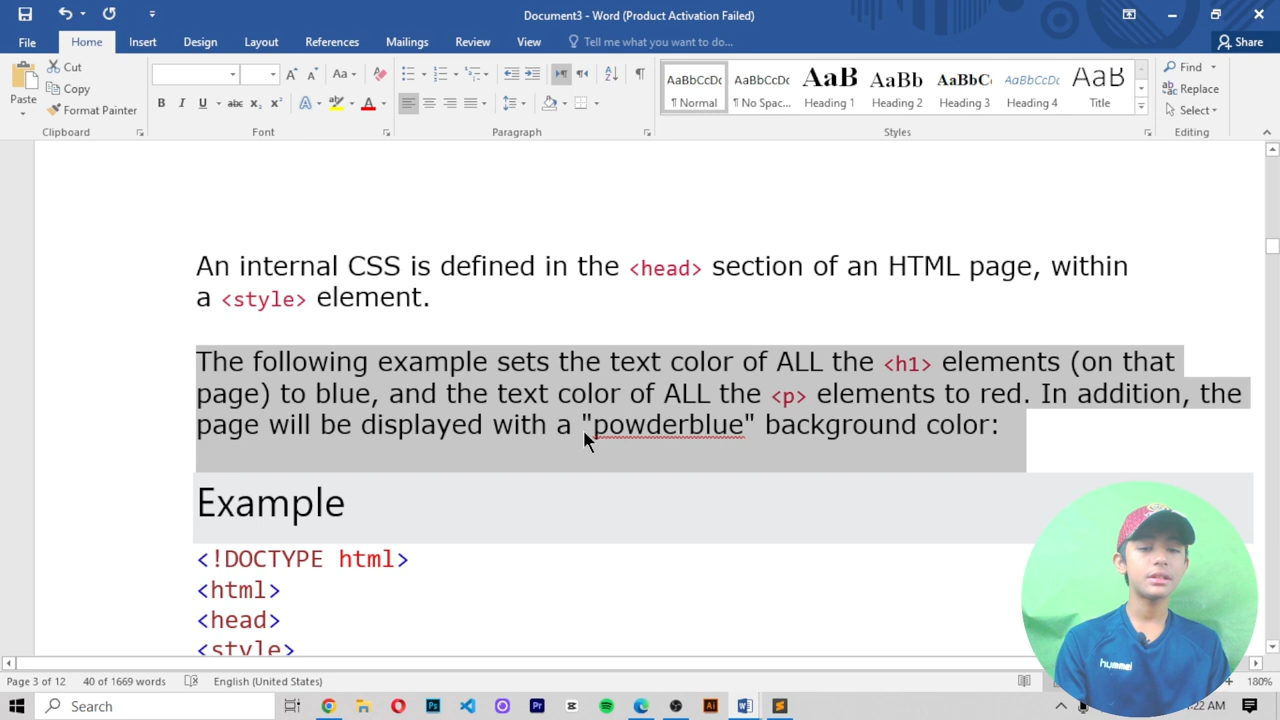 Document3 - Word (Product Activation Failed)
File Home Insert Design Layout References Mailings Review View Tell me what you want to do... Share
Paste
Cut
Copy
Format Painter
Clipboard
Font
Paragraph
AaBbCcDc AaBbCcDc AaB AaBb AaBbC AaBbCcDc AaB
¶ Normal ¶ No Spac... Heading 1 Heading 2 Heading 3 Heading 4 Title
Styles
Find
Replace
Select
Editing
An internal CSS is defined in the <head> section of an HTML page, within
a <style> element.
The following example sets the text color of ALL the <h1> elements (on that
page) to blue, and the text color of ALL the <p> elements to red. In addition, the
page will be displayed with a "powderblue" background color:
Example
<!DOCTYPE html>
<html>
<head>
<style>
hummel
Page 3 of 12 40 of 1669 words English (United States) 180%
Search